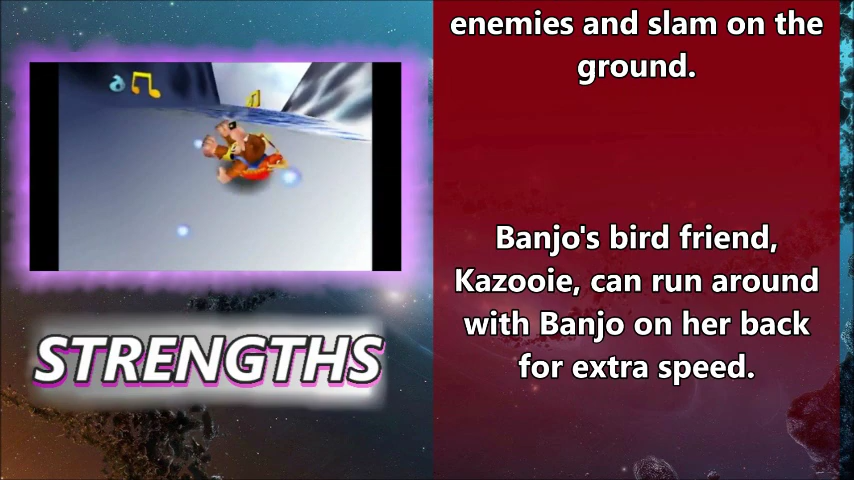 enemies and slam on the
ground.
Banjo's bird friend,
Kazooie, can run around
with Banjo on her back
for extra speed.
STRENGTHS